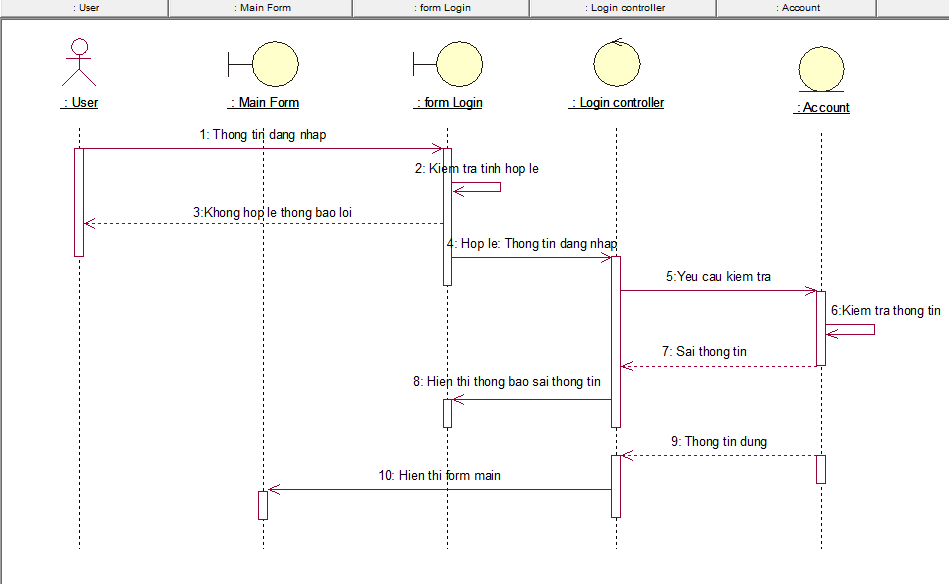 : User
: Main Form
: form Login
: Login controller
: Account
: User
: Main Form
: form Login
: Login controller
: Account
1: Thong tin dang nhap
2: Kiem tra tinh hop le
3:Khong hop le thong bao loi
4: Hop le: Thong tin dang nhap
5:Yeu cau kiem tra
6:Kiem tra thong tin
7: Sai thong tin
8: Hien thi thong bao sai thong tin
9: Thong tin dung
10: Hien thi form main